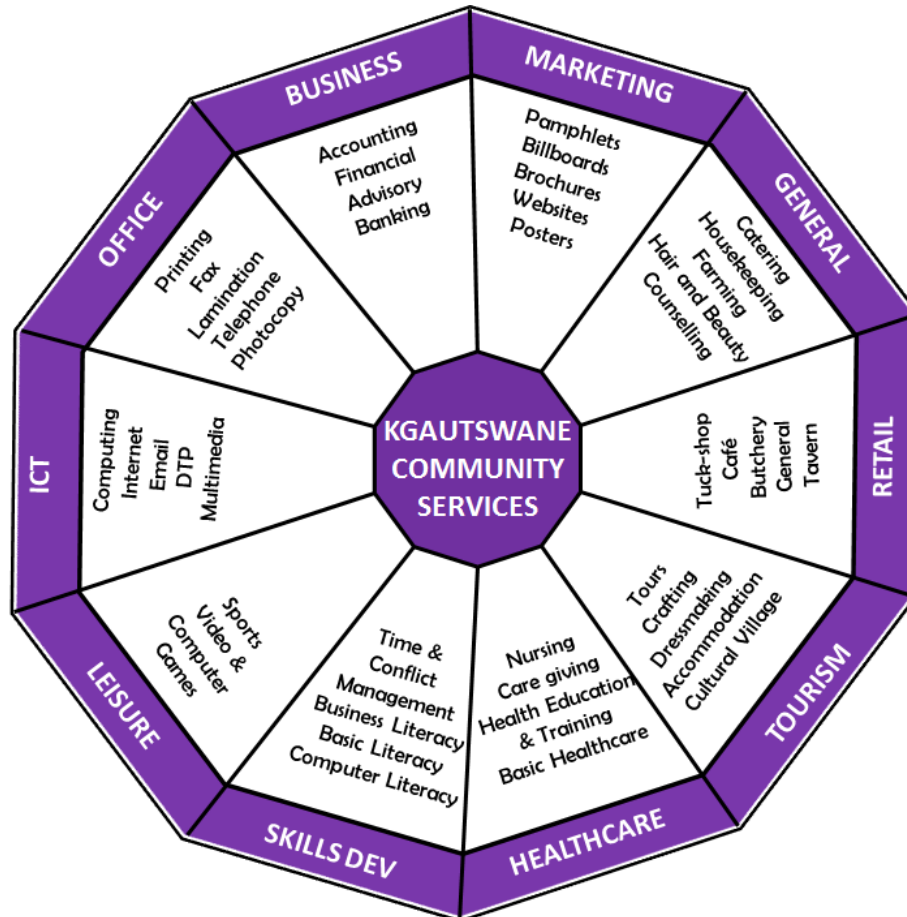 BUSINESS
Accounting
Financial
Advisory
Banking
MARKETING
Pamphlets
Billboards
Brochures
Websites
Posters
GENERAL
Catering
Housekeeping
Farming
Hair and Beauty
Counselling
RETAIL
Tuck-shop
Café
Butchery
General
Tavern
TOURISM
Tours
Crafting
Dressmaking
Accommodation
Cultural Village
HEALTHCARE
Nursing
Care giving
Health Education
& Training
Basic Healthcare
SKILLS DEV
Time &
Conflict
Management
Business Literacy
Basic Literacy
Computer Literacy
LEISURE
Sports
Video &
Computer
Games
ICT
Computing
Internet
Email
DTP
Multimedia
OFFICE
Printing
Fax
Lamination
Telephone
Photocopy
KGAUTSWANE
COMMUNITY
SERVICES